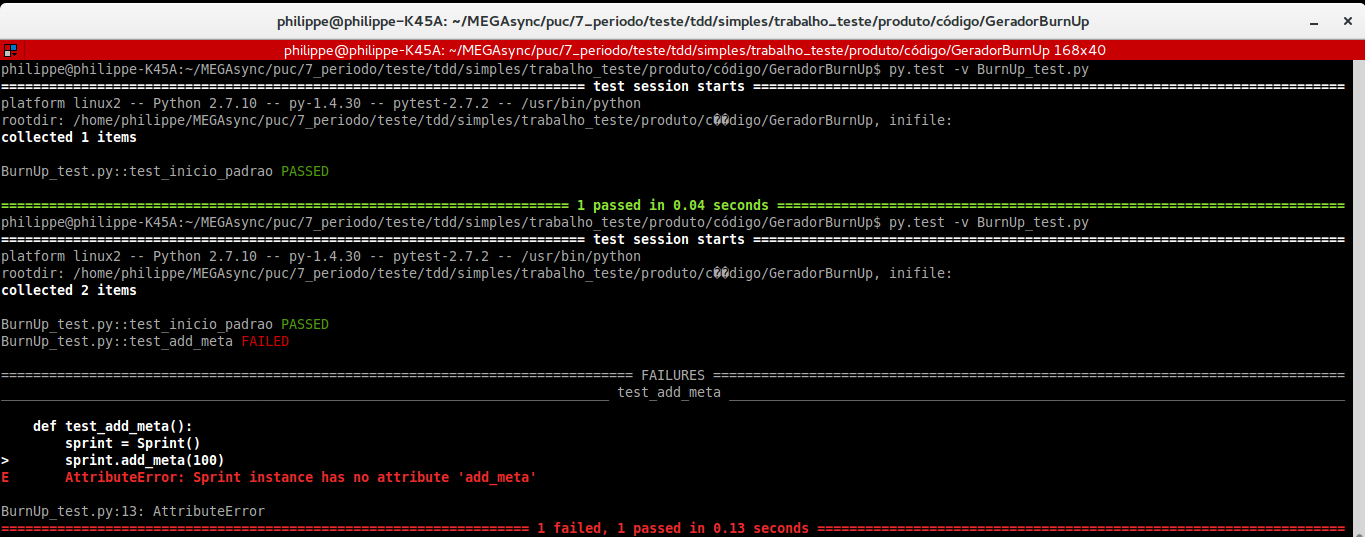 philippe@philippe-K45A: ~/MEGAsync/puc/7_periodo/teste/tdd/simples/trabalho_teste/produto/código/GeradorBurnUp
philippe@philippe-K45A: ~/MEGAsync/puc/7_periodo/teste/tdd/simples/trabalho_teste/produto/código/GeradorBurnUp 168x40
philippe@philippe-K45A:~/MEGAsync/puc/7_periodo/teste/tdd/simples/trabalho_teste/produto/código/GeradorBurnUp$ py.test -v BurnUp_test.py
========================================================================= test session starts ==========================================================================
platform linux2 -- Python 2.7.10 -- py-1.4.30 -- pytest-2.7.2 -- /usr/bin/python
rootdir: /home/philippe/MEGAsync/puc/7_periodo/teste/tdd/simples/trabalho_teste/produto/c��digo/GeradorBurnUp, inifile:
collected 1 items
BurnUp_test.py::test_inicio_padrao PASSED
======================================================================= 1 passed in 0.04 seconds =======================================================================
philippe@philippe-K45A:~/MEGAsync/puc/7_periodo/teste/tdd/simples/trabalho_teste/produto/código/GeradorBurnUp$ py.test -v BurnUp_test.py
========================================================================= test session starts ==========================================================================
platform linux2 -- Python 2.7.10 -- py-1.4.30 -- pytest-2.7.2 -- /usr/bin/python
rootdir: /home/philippe/MEGAsync/puc/7_periodo/teste/tdd/simples/trabalho_teste/produto/c��digo/GeradorBurnUp, inifile:
collected 2 items
BurnUp_test.py::test_inicio_padrao PASSED
BurnUp_test.py::test_add_meta FAILED
=============================================================================== FAILURES ===============================================================================
____________________________________________________________________________ test_add_meta _____________________________________________________________________________
    def test_add_meta():
        sprint = Sprint()
>       sprint.add_meta(100)
E       AttributeError: Sprint instance has no attribute 'add_meta'
BurnUp_test.py:13: AttributeError
================================================================== 1 failed, 1 passed in 0.13 seconds ==================================================================